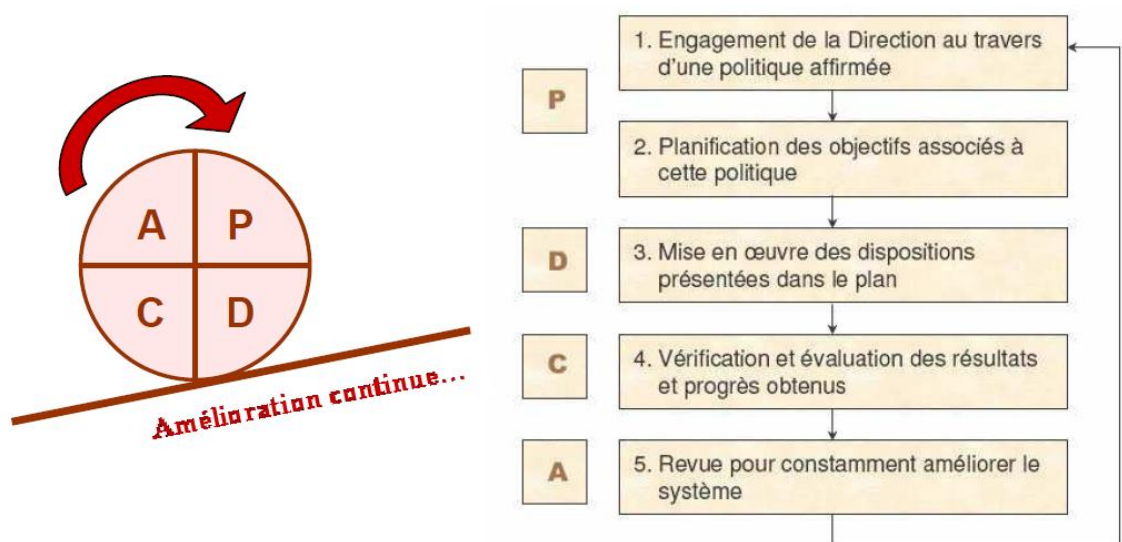 A P
C D
Amélioration continue...
P
1. Engagement de la Direction au travers
d'une politique affirmée
2. Planification des objectifs associés à
cette politique
D
3. Mise en œuvre des dispositions
présentées dans le plan
C
4. Vérification et évaluation des résultats
et progrès obtenus
A
5. Revue pour constamment améliorer le
système